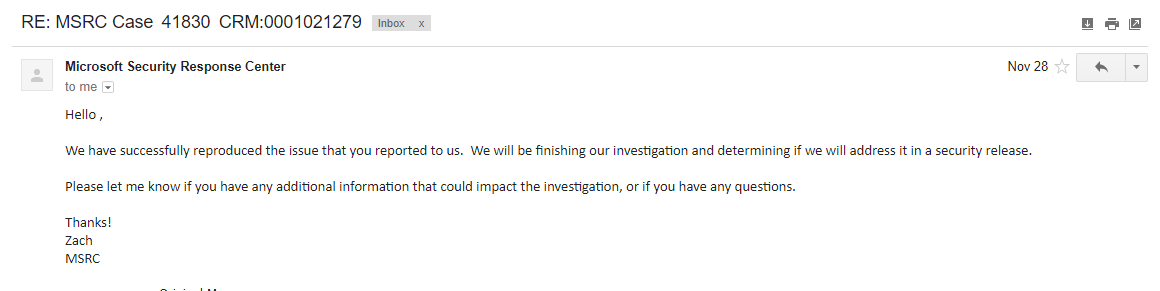 RE: MSRC Case 41830 CRM:0001021279 Inbox x
Microsoft Security Response Center Nov 28
to me
Hello ,
We have successfully reproduced the issue that you reported to us.  We will be finishing our investigation and determining if we will address it in a security release.
Please let me know if you have any additional information that could impact the investigation, or if you have any questions.
Thanks!
Zach
MSRC